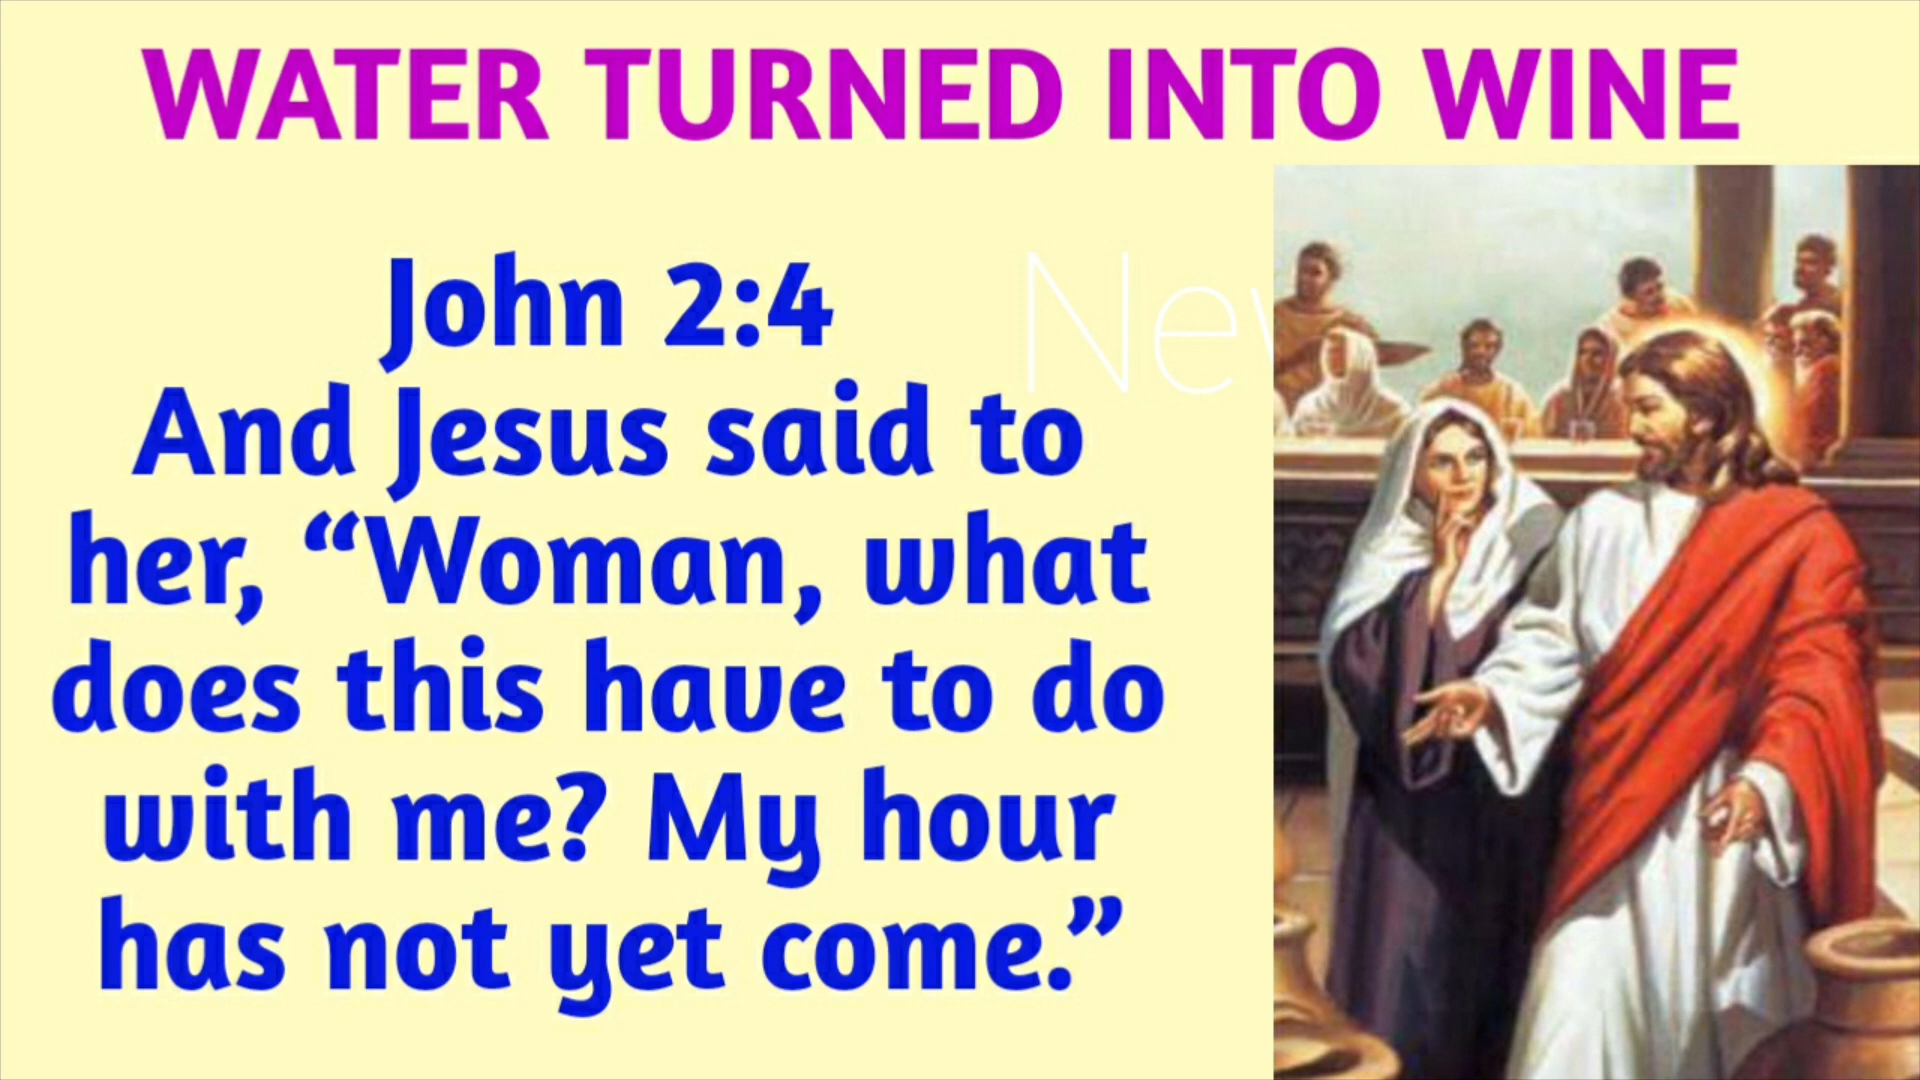 WATER TURNED INTO WINE
John 2:4
And Jesus said to
her, “Woman, what
does this have to do
with me? My hour
has not yet come.”